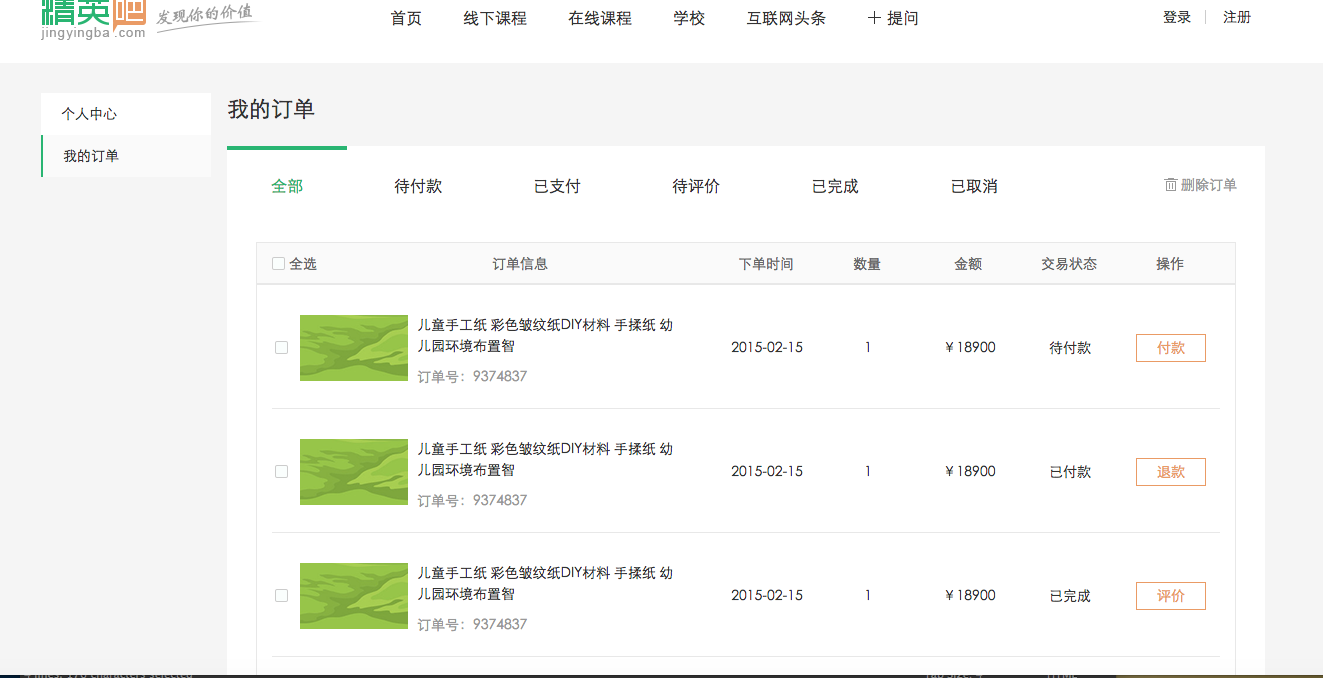 精英吧
jingyingba.com
发现你的价值
首页 线下课程 在线课程 学校 互联网头条 + 提问
登录 注册
个人中心
我的订单
我的订单
全部 待付款 已支付 待评价 已完成 已取消 删除订单
全选 订单信息 下单时间 数量 金额 交易状态 操作
儿童手工纸 彩色皱纹纸DIY材料 手揉纸 幼
儿园环境布置智
订单号：9374837
2015-02-15 1 ¥18900 待付款 付款
儿童手工纸 彩色皱纹纸DIY材料 手揉纸 幼
儿园环境布置智
订单号：9374837
2015-02-15 1 ¥18900 已付款 退款
儿童手工纸 彩色皱纹纸DIY材料 手揉纸 幼
儿园环境布置智
订单号：9374837
2015-02-15 1 ¥18900 已完成 评价